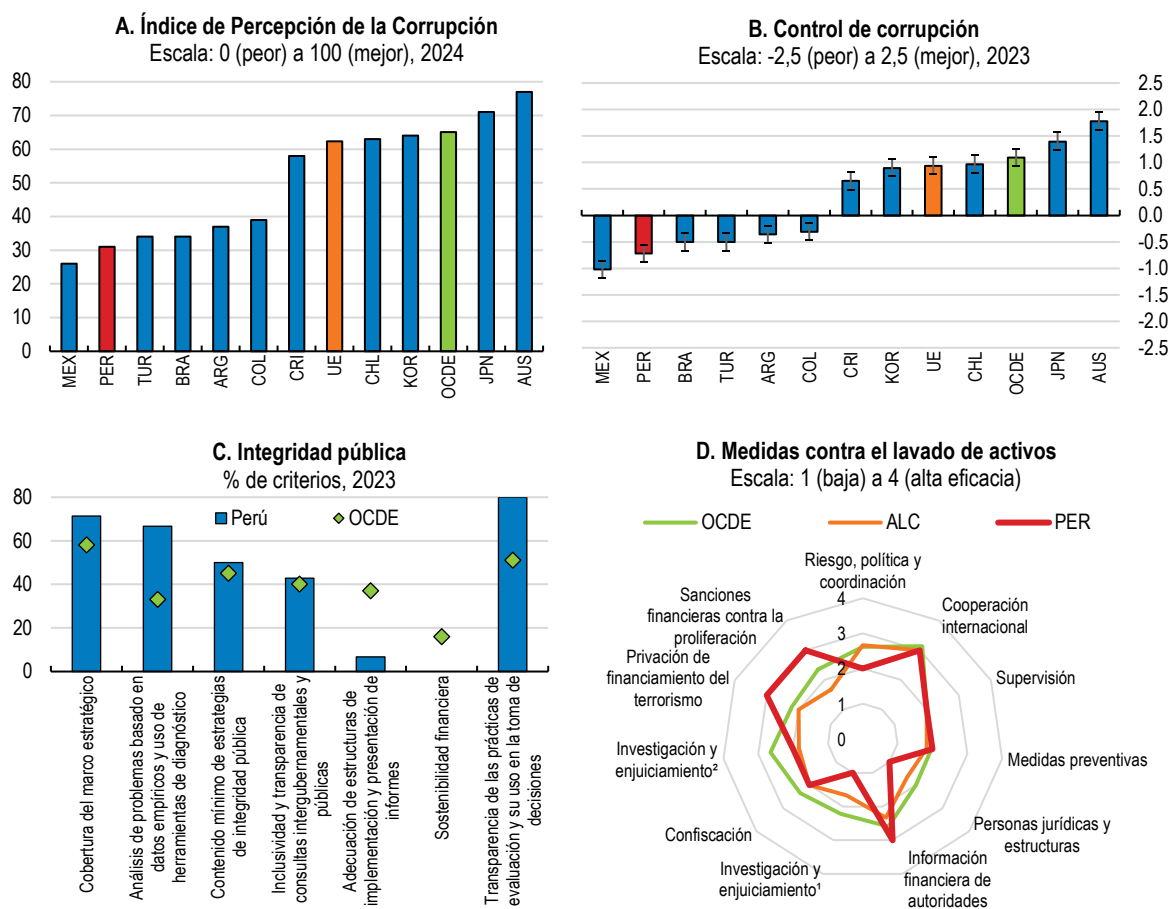 A. Índice de Percepción de la Corrupción
Escala: 0 (peor) a 100 (mejor), 2024
80
70
60
50
40
30
20
10
0
MEX
PER
TUR
BRA
ARG
COL
CRI
UE
CHL
KOR
OCDE
JPN
AUS
B. Control de corrupción
Escala: -2,5 (peor) a 2,5 (mejor), 2023
2.5
2.0
1.5
1.0
0.5
0.0
-0.5
-1.0
-1.5
-2.0
-2.5
MEX
PER
BRA
TUR
ARG
COL
CRI
KOR
UE
CHL
OCDE
JPN
AUS
C. Integridad pública
% de criterios, 2023
80
60
40
20
0
Perú
OCDE
Cobertura del marco estratégico
Análisis de problemas basado en
datos empíricos y uso de
herramientas de diagnóstico
Contenido mínimo de estrategias
de integridad pública
Inclusividad y transparencia de
consultas intergubernamentales y
públicas
Adecuación de estructuras de
implementación y presentación de
informes
Sostenibilidad financiera
Transparencia de las prácticas de
evaluación y su uso en la toma de
decisiones
D. Medidas contra el lavado de activos
Escala: 1 (baja) a 4 (alta eficacia)
OCDE
ALC
PER
4
3
2
1
0
Riesgo, política y
coordinación
Cooperación
internacional
Supervisión
Medidas preventivas
Personas jurídicas y
estructuras
Información
financiera de
autoridades
Investigación y
enjuiciamiento¹
Confiscación
Investigación y
enjuiciamiento²
Privación de
financiamiento del
terrorismo
Sanciones
financieras contra la
proliferación